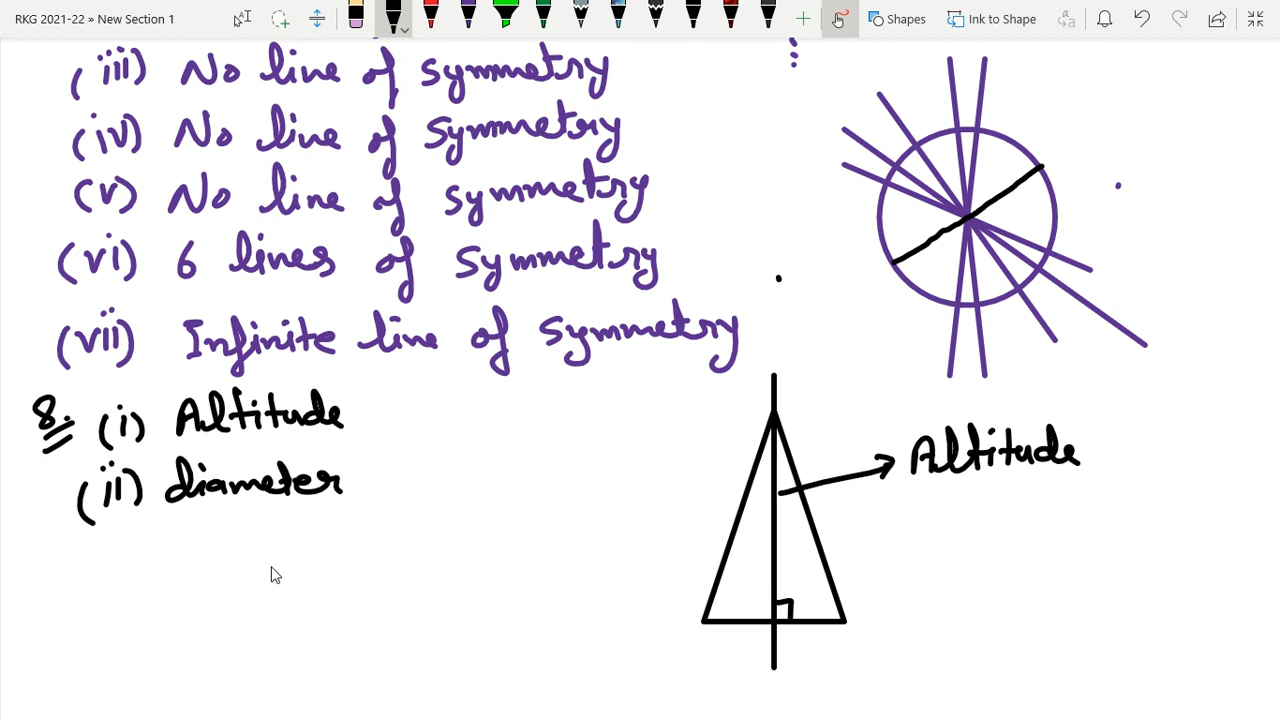 RKG 2021-22 » New Section 1
Shapes
Ink to Shape
(iii) No line of symmetry
(iv) No line of symmetry
(v) No line of symmetry
(vi) 6 lines of symmetry
(vii) Infinite line of symmetry
8. (i) Altitude
(ii) diameter
Altitude